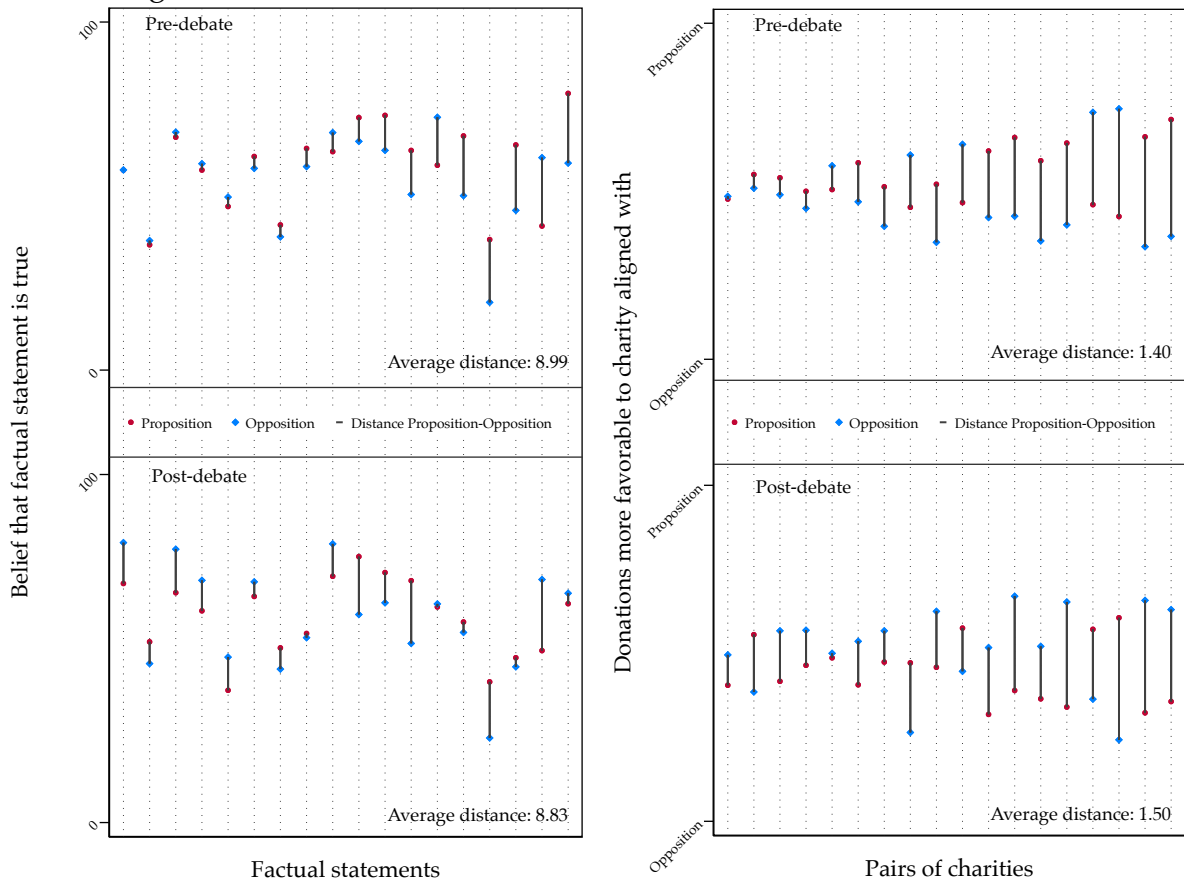 Belief that factual statement is true
100
Pre-debate
Average distance: 8.99
0
Proposition Opposition Distance Proposition-Opposition
100
Post-debate
Average distance: 8.83
0
Factual statements
Donations more favorable to charity aligned with
Proposition
Pre-debate
Average distance: 1.40
Opposition
Proposition Opposition Distance Proposition-Opposition
Proposition
Post-debate
Average distance: 1.50
Opposition
Pairs of charities